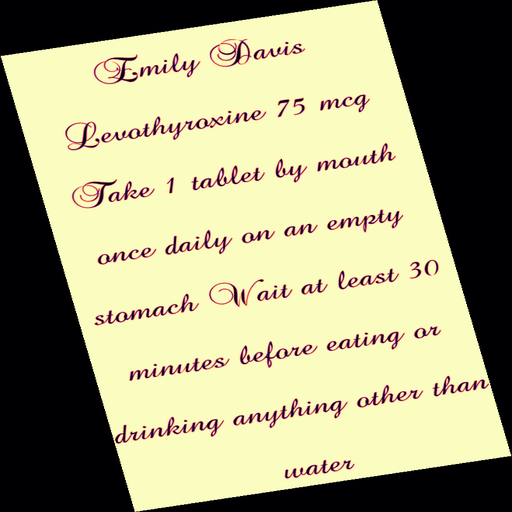 Emily Davis
Levothyroxine 75 mcg
Take 1 tablet by mouth
once daily on an empty
stomach Wait at least 30
minutes before eating or
drinking anything other than
water